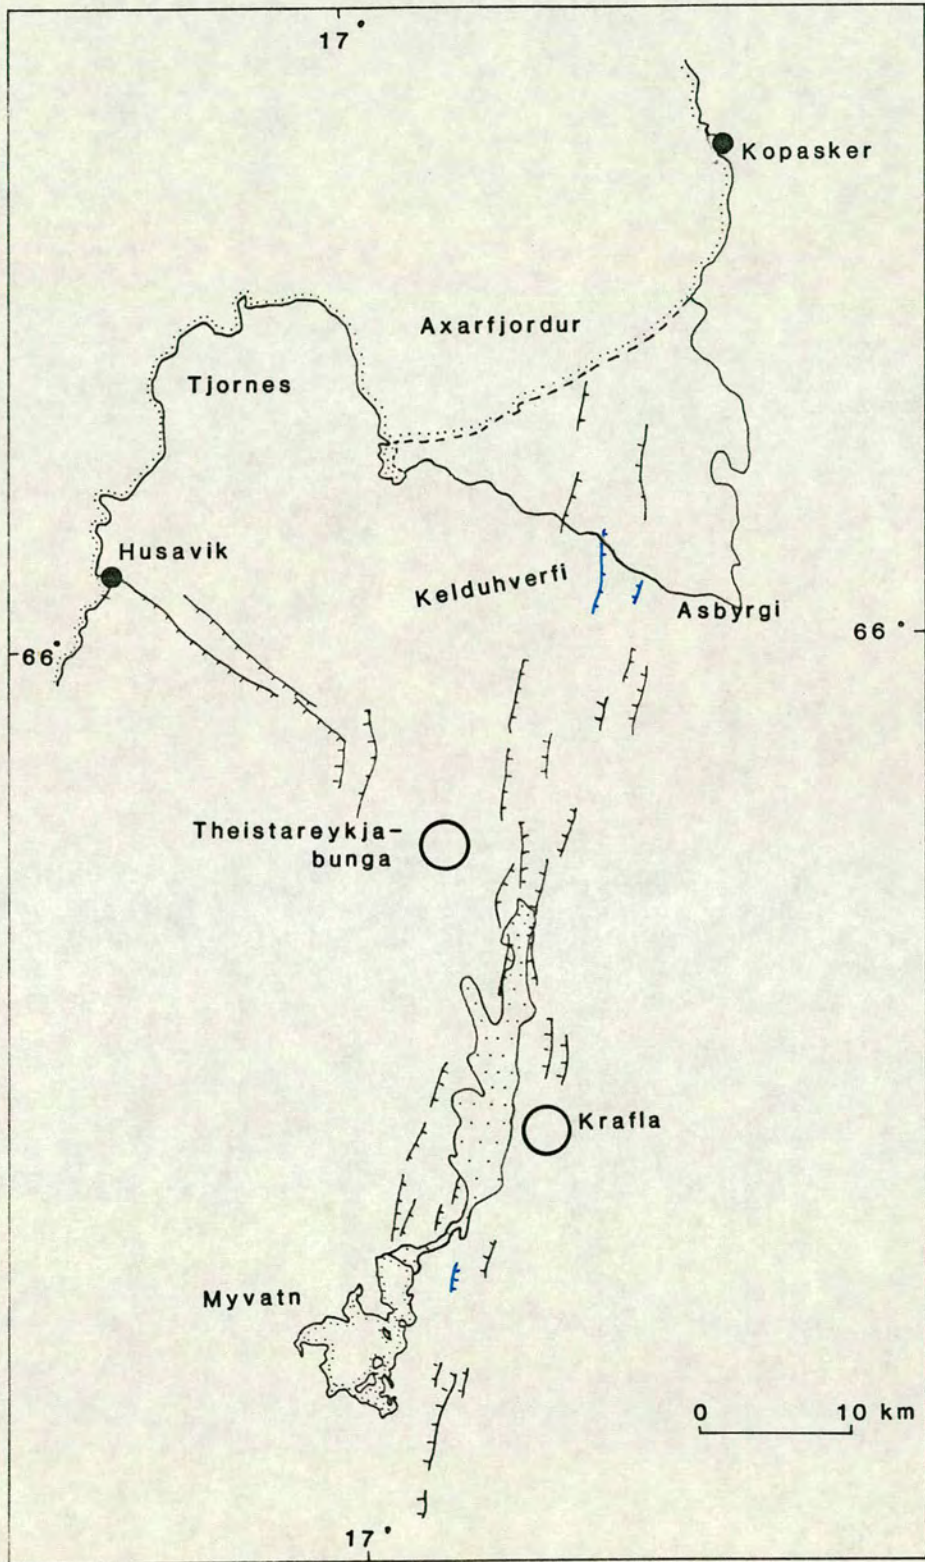 17°
Kopasker
Axarfjordur
Tjornes
Husavik
Kelduhverfi
Asbyrgi
66°
66°
Theistareykja-
bunga
Krafla
Myvatn
0 10 km
17°